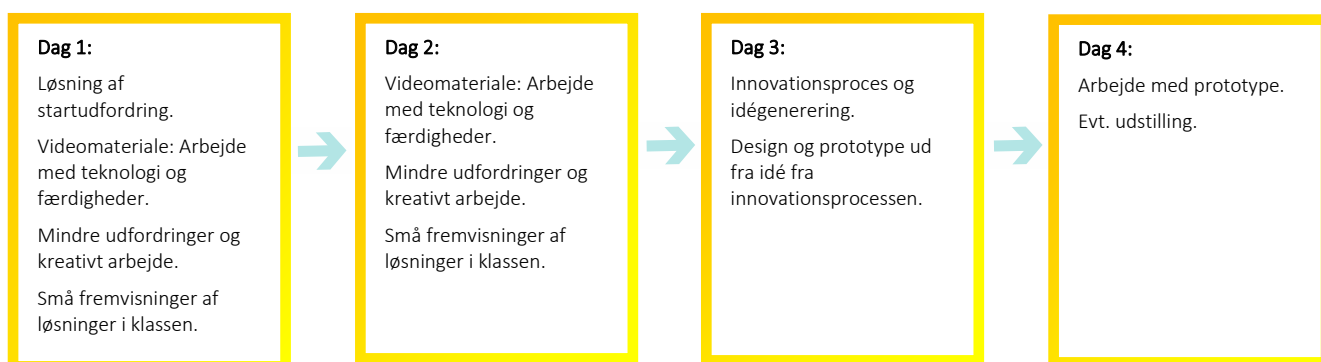 Dag 1:
Løsning af
startudfordring.
Videomateriale: Arbejde
med teknologi og
færdigheder.
Mindre udfordringer og
kreativt arbejde.
Små fremvisninger af
løsninger i klassen.
Dag 2:
Videomateriale: Arbejde
med teknologi og
færdigheder.
Mindre udfordringer og
kreativt arbejde.
Små fremvisninger af
løsninger i klassen.
Dag 3:
Innovationsproces og
idégenerering.
Design og prototype ud
fra idé fra
innovationsprocessen.
Dag 4:
Arbejde med prototype.
Evt. udstilling.